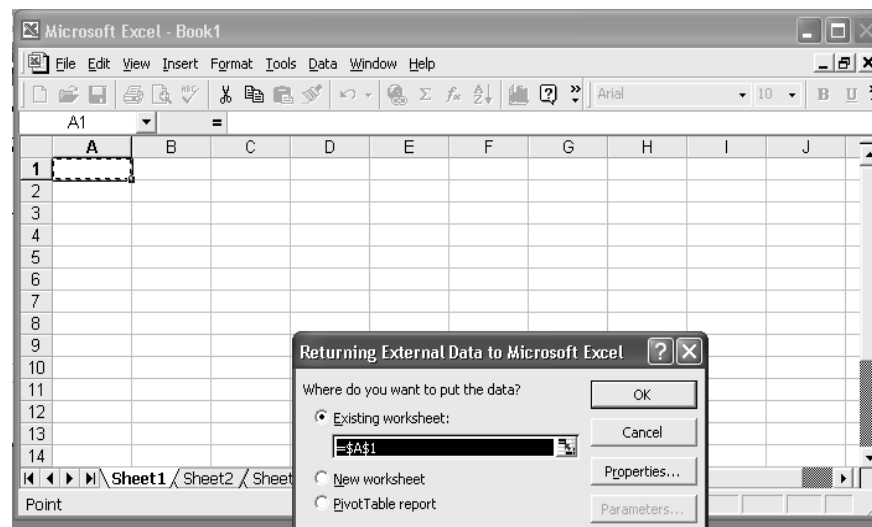 Microsoft Excel - Book1
File Edit View Insert Format Tools Data Window Help
ABC Σ fx A Z ? Arial 10 B U
A1 =
A B C D E F G H I J
1
2
3
4
5
6
7
8
9
10
11
12
13
14
Returning External Data to Microsoft Excel ?
Where do you want to put the data?
OK
Existing worksheet:
Cancel
=$A$1
Properties...
New worksheet
PivotTable report
Parameters...
Sheet1 Sheet2 Sheet
Point